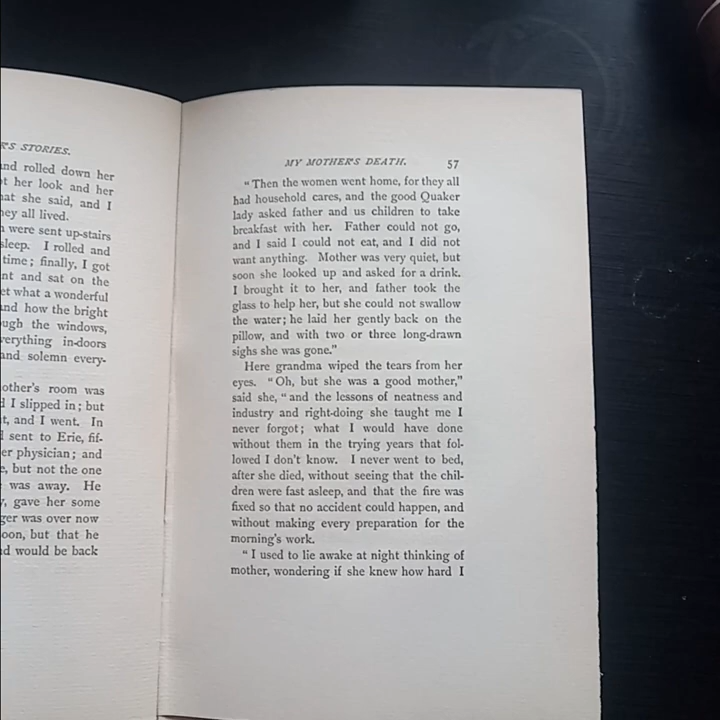 R'S STORIES.
and rolled down her
at her look and her
hat she said, and I
hey all lived.
were sent up-stairs
sleep. I rolled and
time; finally, I got
nt and sat on the
et what a wonderful
and how the bright
ugh the windows,
verything in-doors
and solemn every-
other's room was
I slipped in; but
t, and I went. In
sent to Erie, fif-
er physician; and
e, but not the one
was away. He
y, gave her some
ger was over now
oon, but that he
d would be back
MY MOTHER'S DEATH. 57
"Then the women went home, for they all
had household cares, and the good Quaker
lady asked father and us children to take
breakfast with her. Father could not go,
and I said I could not eat, and I did not
want anything. Mother was very quiet, but
soon she looked up and asked for a drink.
I brought it to her, and father took the
glass to help her, but she could not swallow
the water; he laid her gently back on the
pillow, and with two or three long-drawn
sighs she was gone."
Here grandma wiped the tears from her
eyes. "Oh, but she was a good mother,"
said she, "and the lessons of neatness and
industry and right-doing she taught me I
never forgot; what I would have done
without them in the trying years that fol-
lowed I don't know. I never went to bed,
after she died, without seeing that the chil-
dren were fast asleep, and that the fire was
fixed so that no accident could happen, and
without making every preparation for the
morning's work.
"I used to lie awake at night thinking of
mother, wondering if she knew how hard I